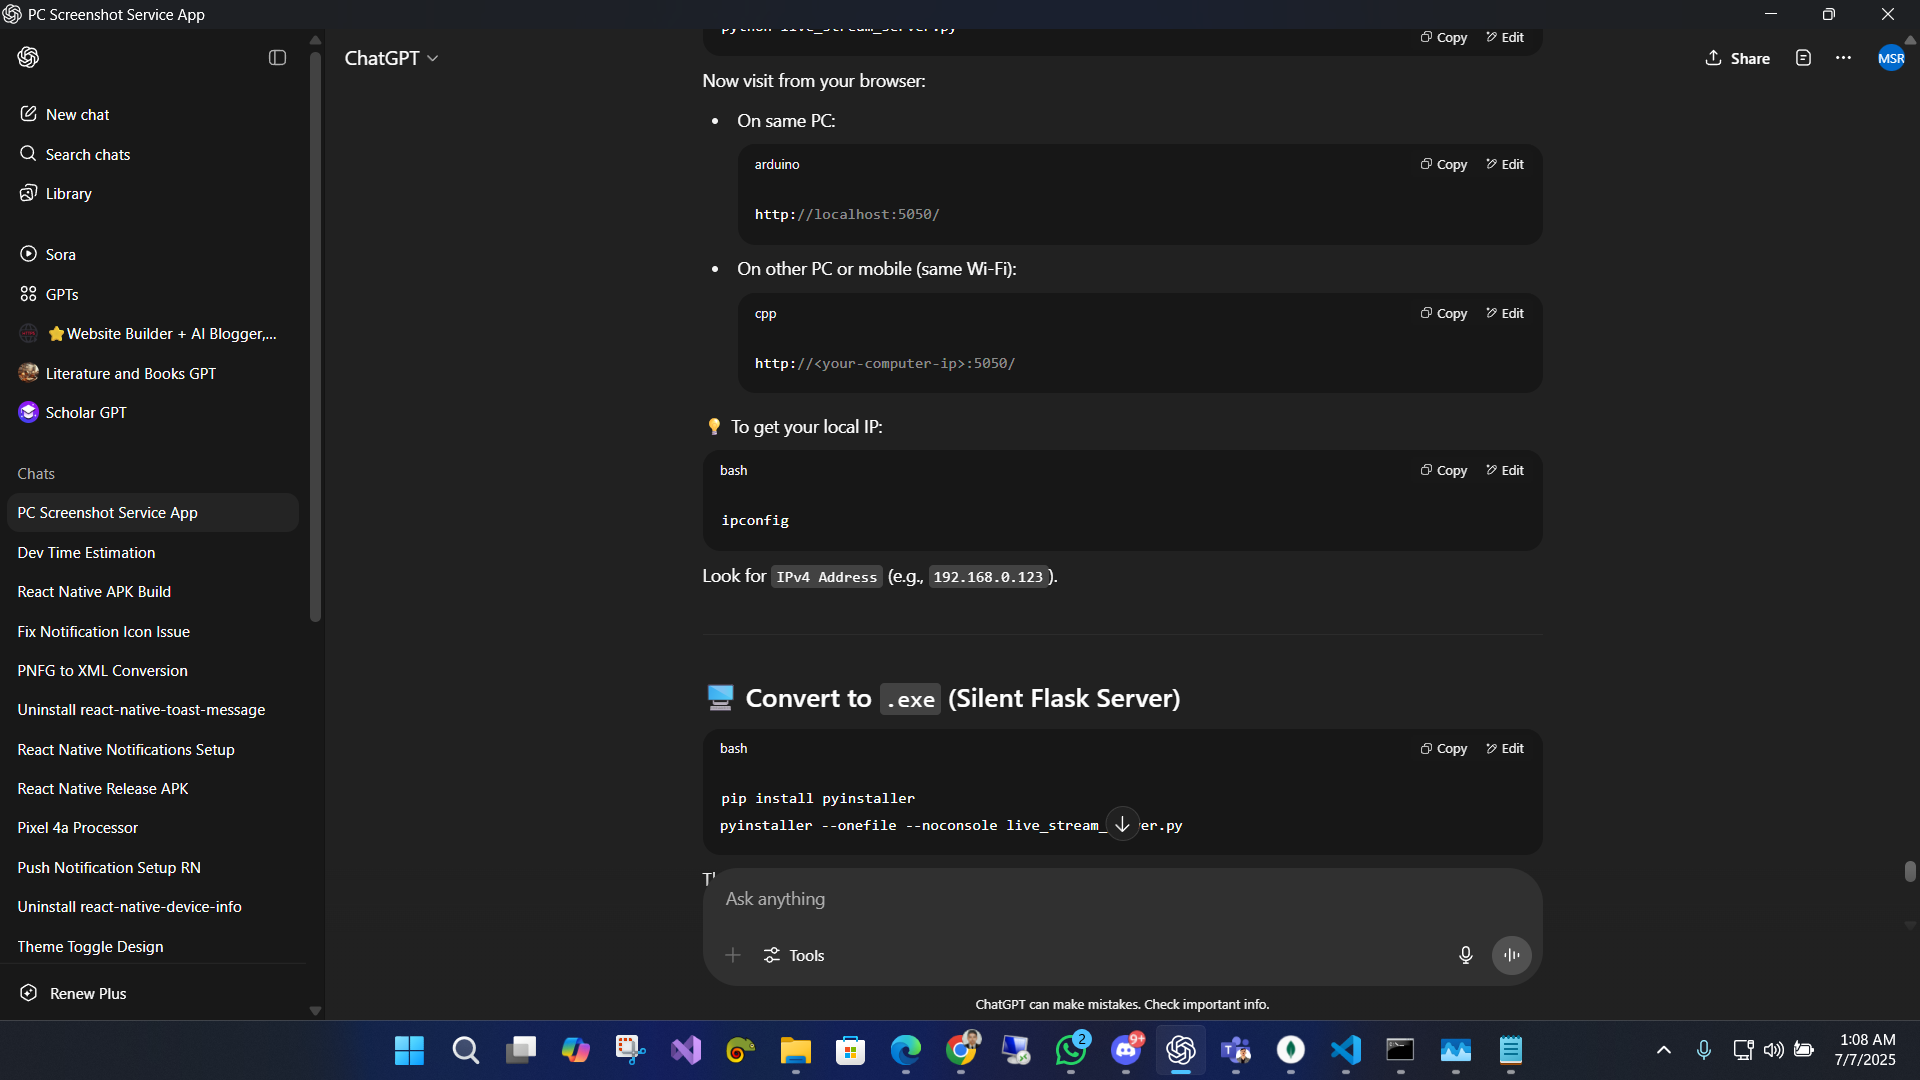 PC Screenshot Service App
ChatGPT
Share
MSR
New chat
Search chats
Library
Sora
GPTs
⭐Website Builder + AI Blogger,...
Literature and Books GPT
Scholar GPT
Chats
PC Screenshot Service App
Dev Time Estimation
React Native APK Build
Fix Notification Icon Issue
PNFG to XML Conversion
Uninstall react-native-toast-message
React Native Notifications Setup
React Native Release APK
Pixel 4a Processor
Push Notification Setup RN
Uninstall react-native-device-info
Theme Toggle Design
Renew Plus
python live_stream_server.py
Copy Edit
Now visit from your browser:
• On same PC:
arduino Copy Edit
http://localhost:5050/
• On other PC or mobile (same Wi-Fi):
cpp Copy Edit
http://<your-computer-ip>:5050/
💡 To get your local IP:
bash Copy Edit
ipconfig
Look for IPv4 Address (e.g., 192.168.0.123).
🖥️ Convert to .exe (Silent Flask Server)
bash Copy Edit
pip install pyinstaller
pyinstaller --onefile --noconsole live_stream_ er.py
Ask anything
Tools
ChatGPT can make mistakes. Check important info.
2
9+
1:08 AM
7/7/2025